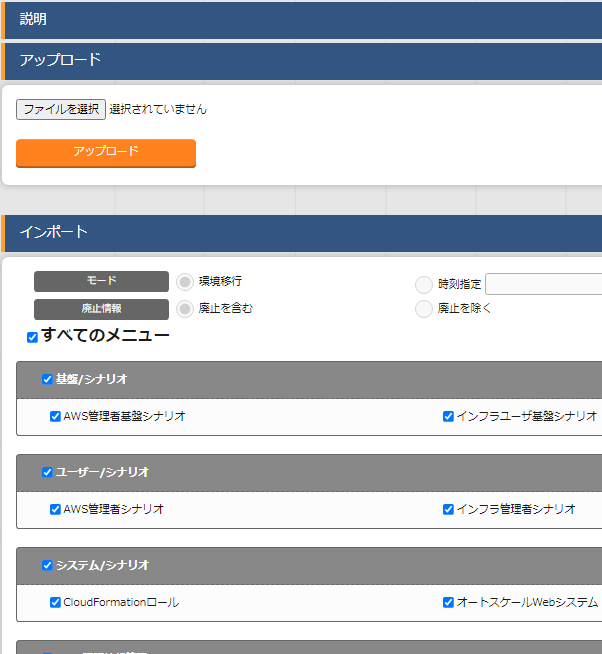 説明
アップロード
ファイルを選択 選択されていません
アップロード
インポート
モード 環境移行 時刻指定
廃止情報 廃止を含む 廃止を除く
すべてのメニュー
基盤/シナリオ
AWS管理者基盤シナリオ インフラユーザ基盤シナリオ
ユーザー/シナリオ
AWS管理者シナリオ インフラ管理者シナリオ
システム/シナリオ
CloudFormationロール オートスケールWebシステム